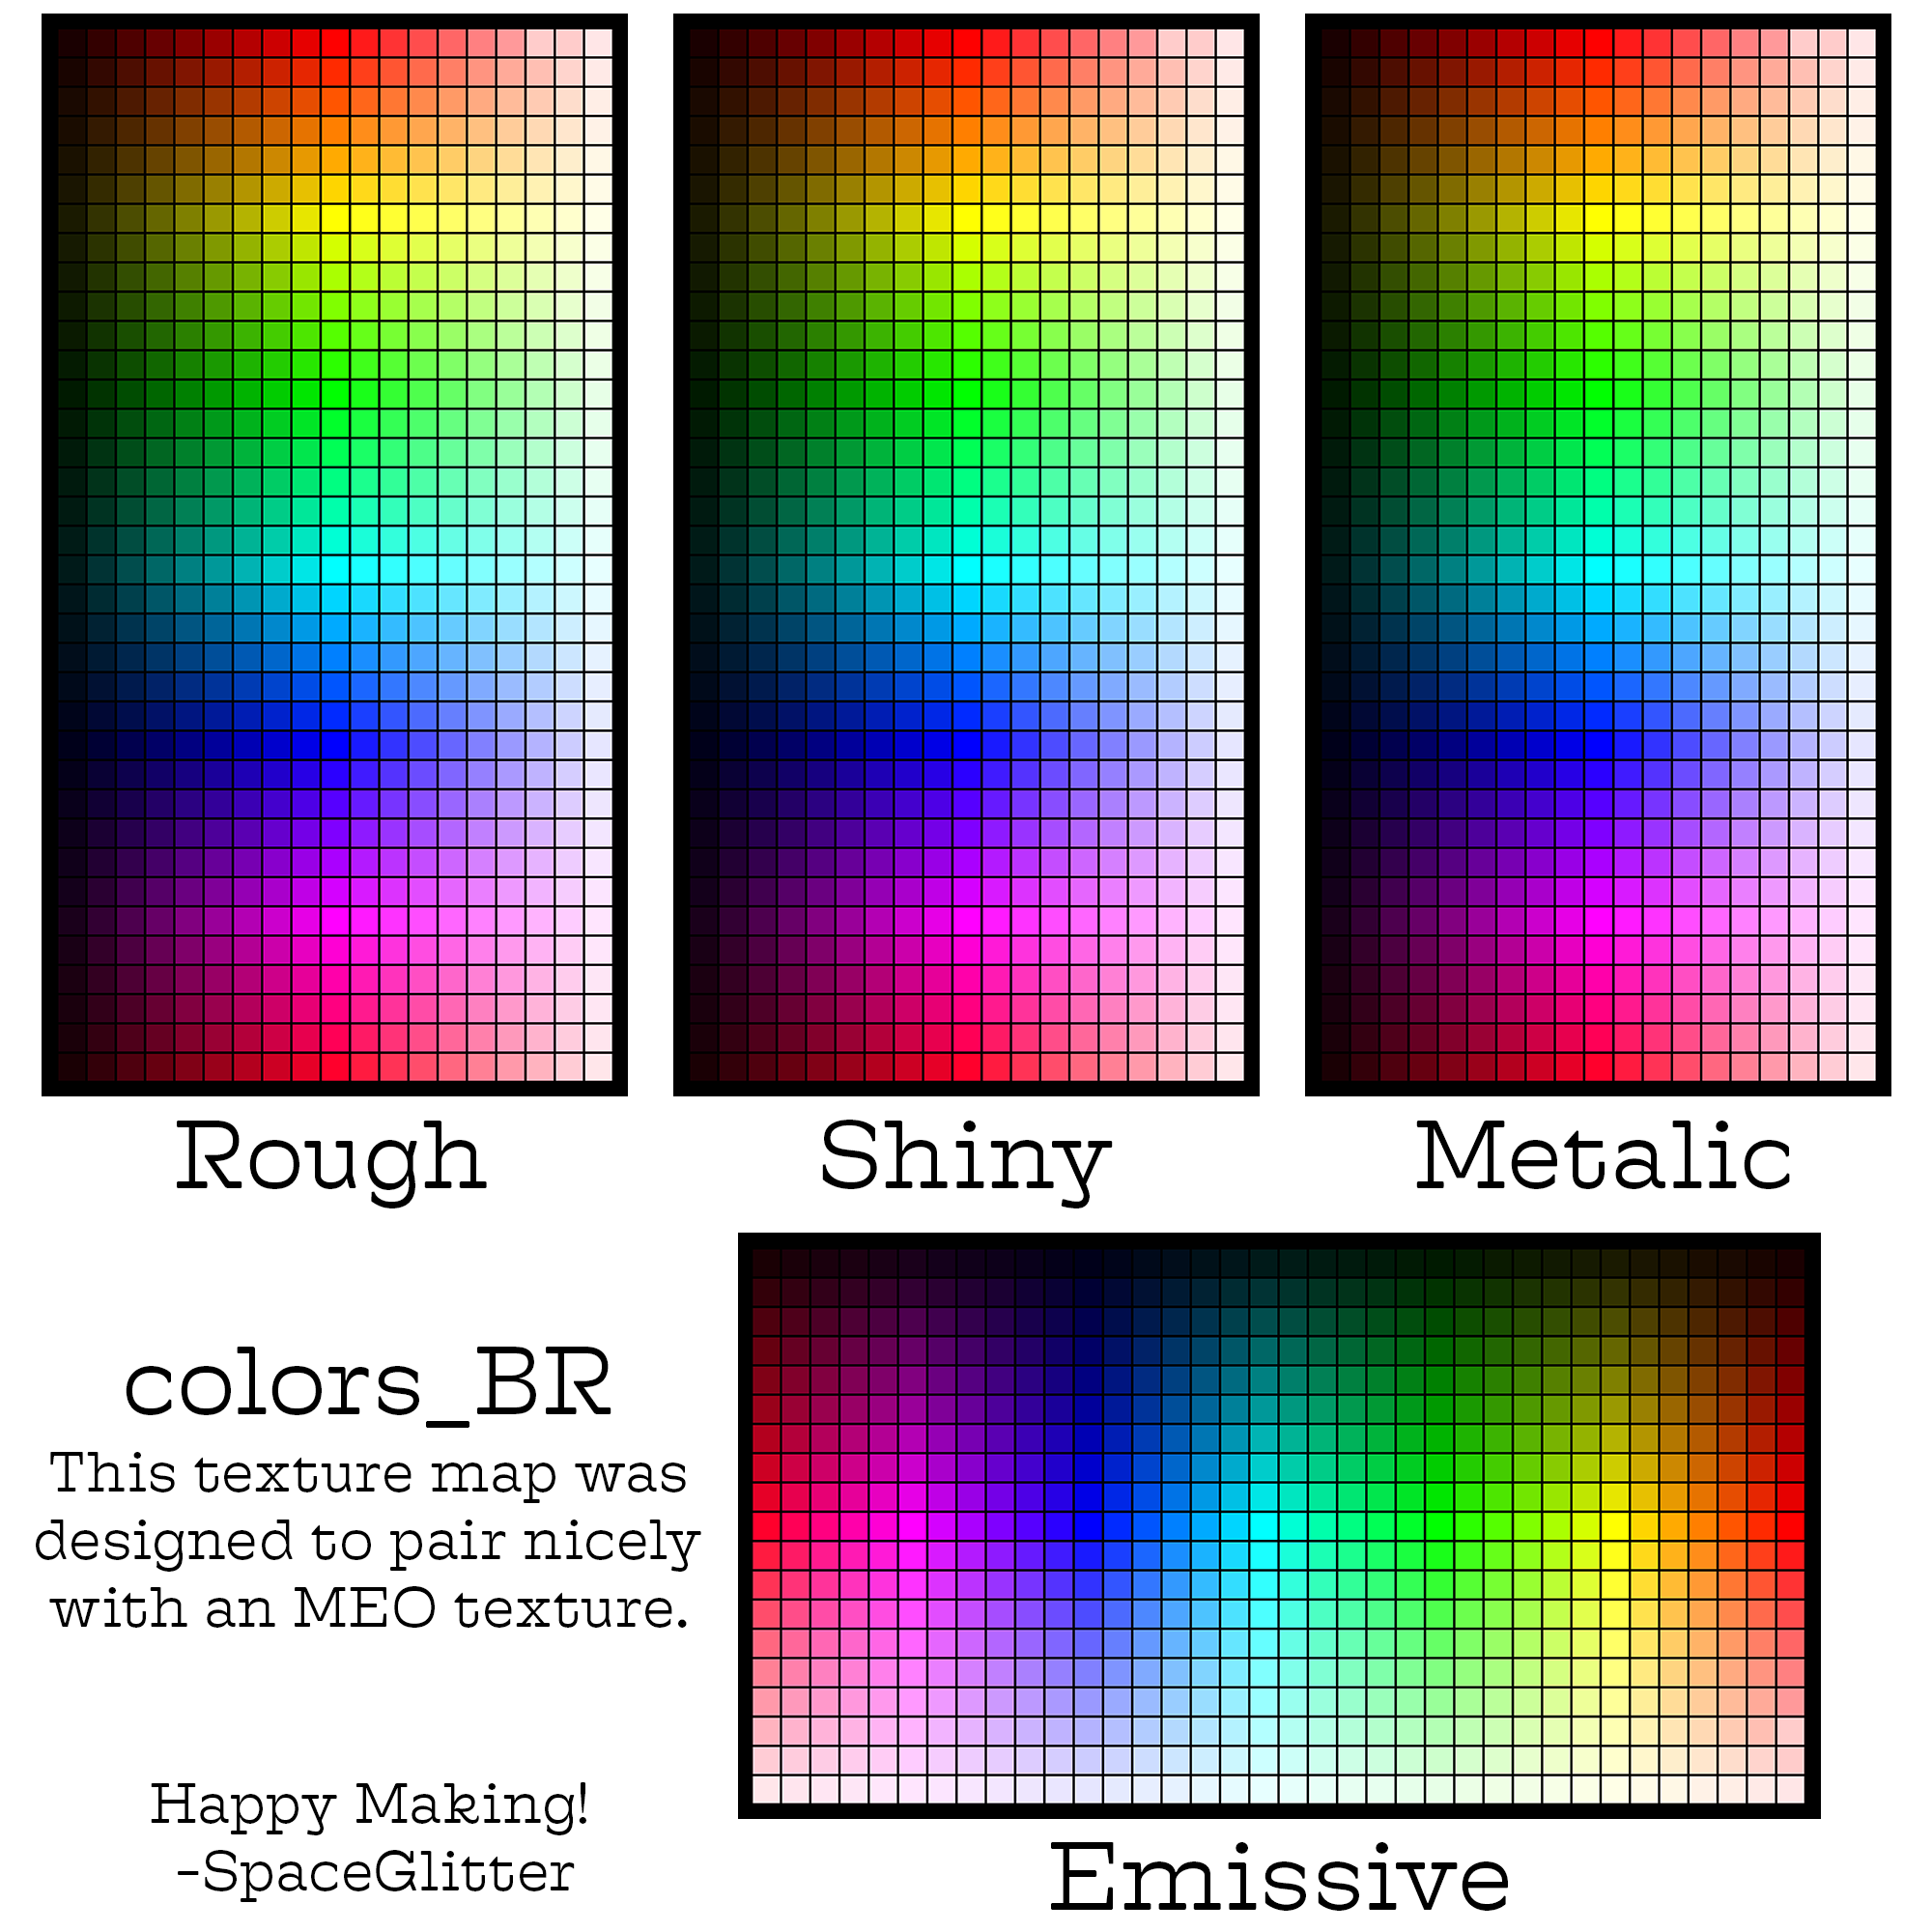 Rough
Shiny
Metalic
colors_BR
This texture map was
designed to pair nicely
with an MEO texture.
Happy Making!
-SpaceGlitter
Emissive